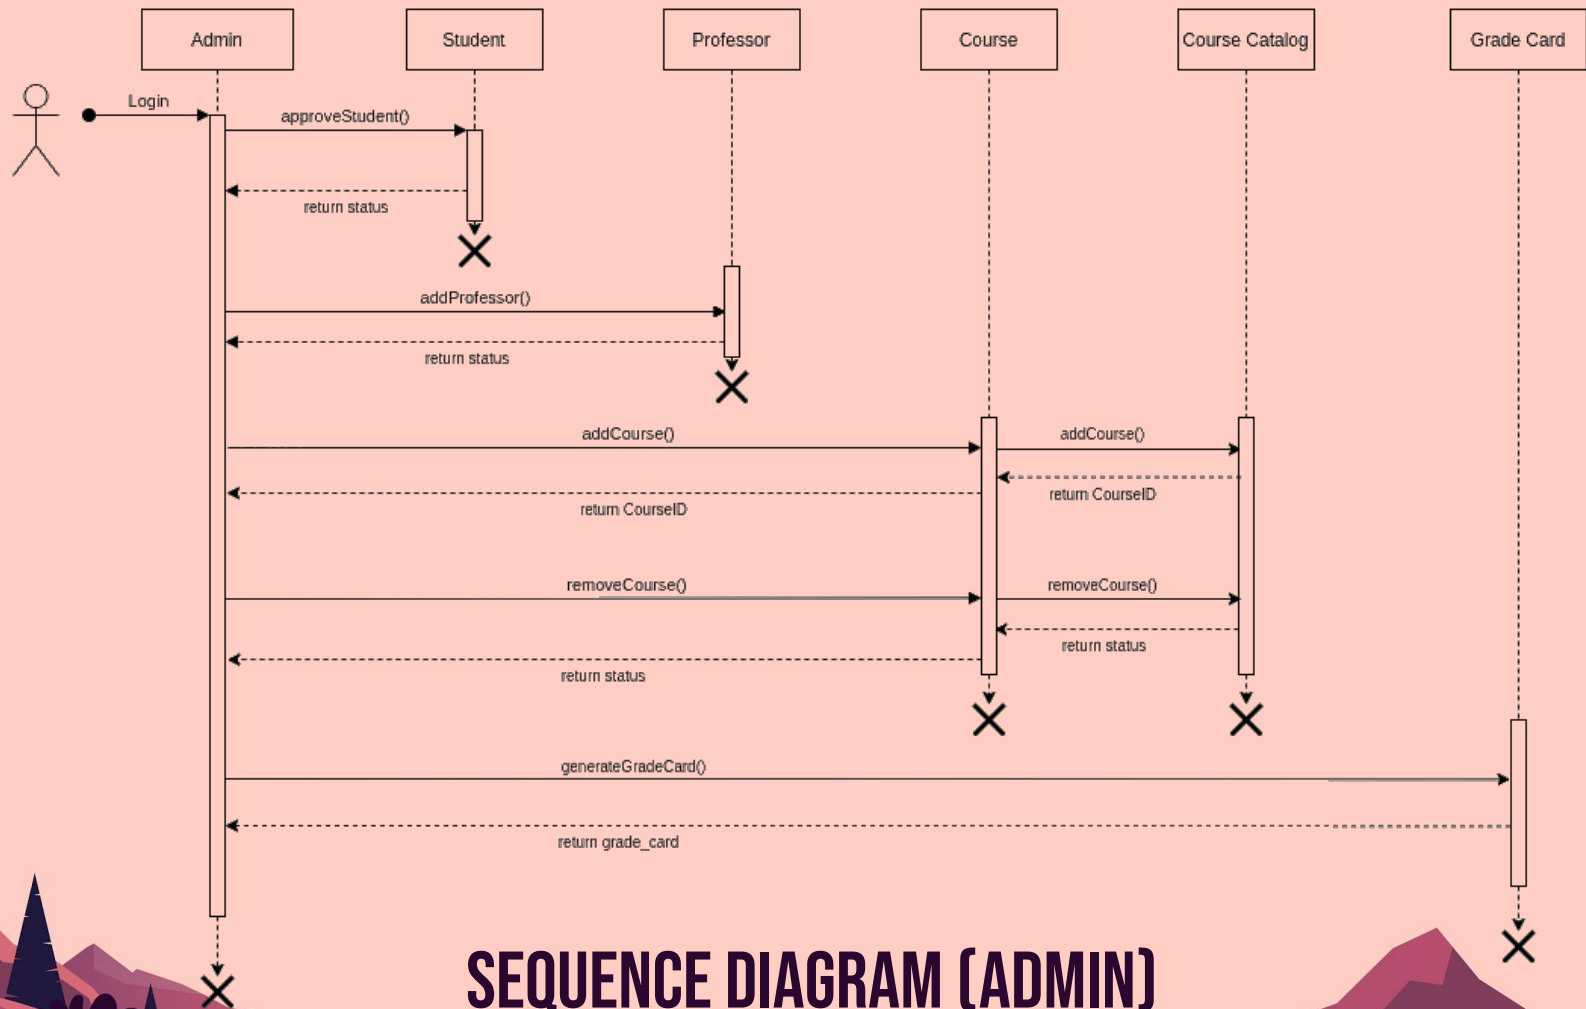 Admin
Student
Professor
Course
Course Catalog
Grade Card
Login
approveStudent()
return status
addProfessor()
return status
addCourse()
addCourse()
return CourseID
return CourseID
removeCourse()
removeCourse()
return status
return status
generateGradeCard()
return grade_card
SEQUENCE DIAGRAM (ADMIN)